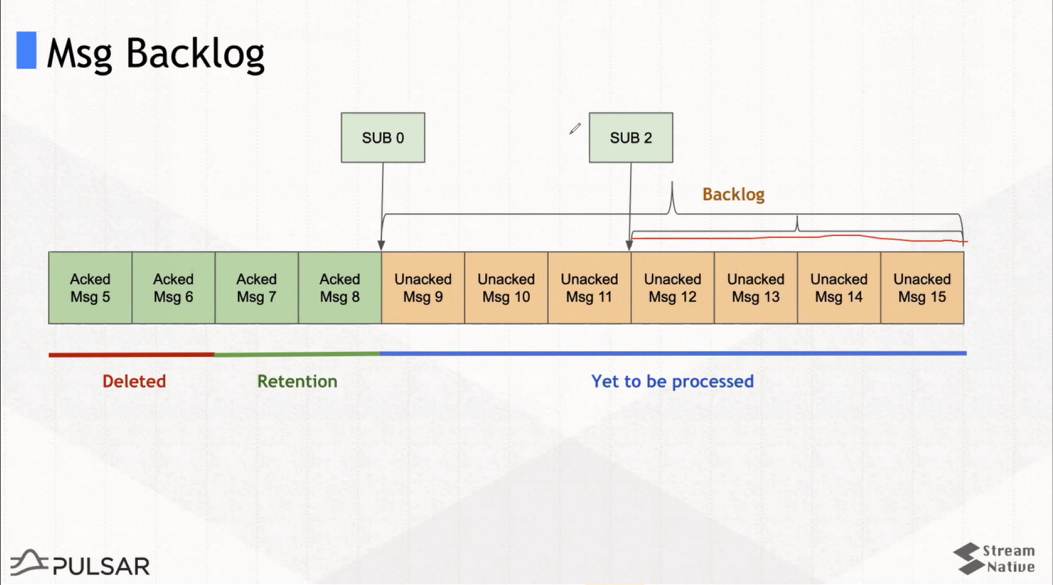 Msg Backlog
SUB 0
SUB 2
Backlog
Acked
Msg 5
Acked
Msg 6
Acked
Msg 7
Acked
Msg 8
Unacked
Msg 9
Unacked
Msg 10
Unacked
Msg 11
Unacked
Msg 12
Unacked
Msg 13
Unacked
Msg 14
Unacked
Msg 15
Deleted
Retention
Yet to be processed
PULSAR
Stream
Native